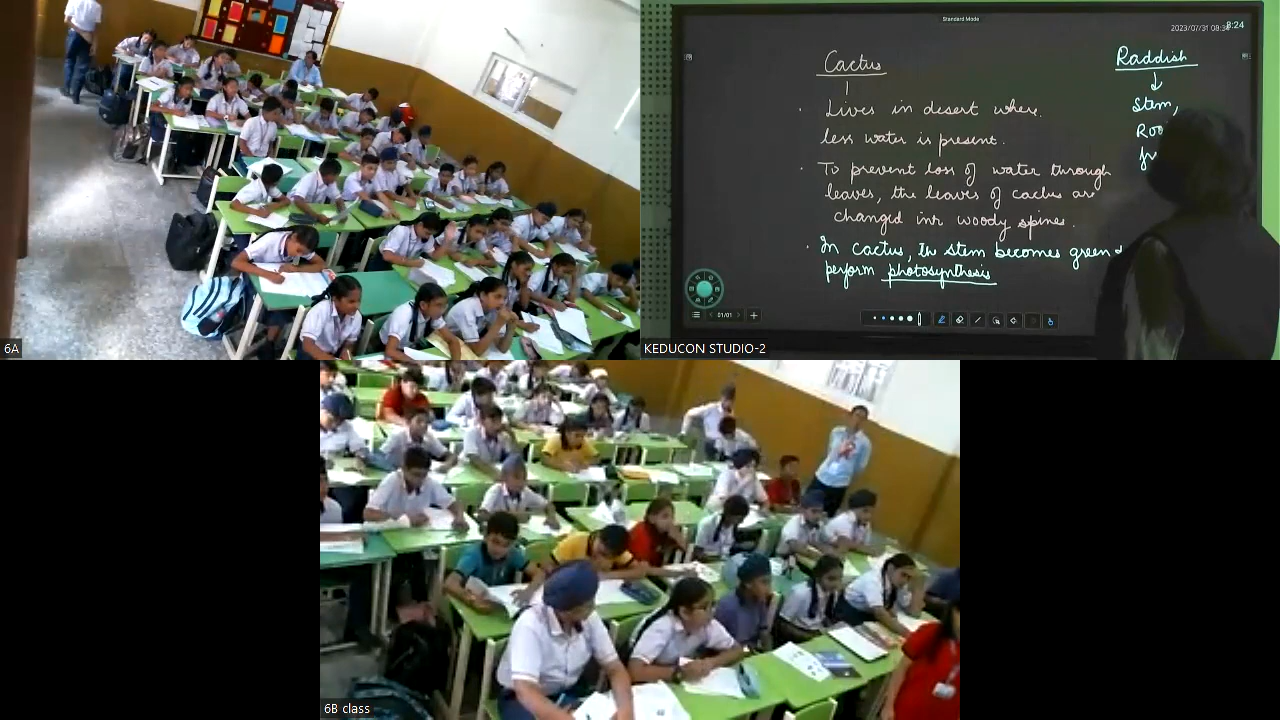 Standard Mode
2023/07/31 08:24
8:24
Cactus
· Lives in desert where
less water is present.
· To prevent loss of water through
leaves, the leaves of cactus are
changed into woody spines.
· In cactus, the stem becomes green &
perform photosynthesis
Raddish
Stem,
01/01
6A
KEDUCON STUDIO-2
6B class